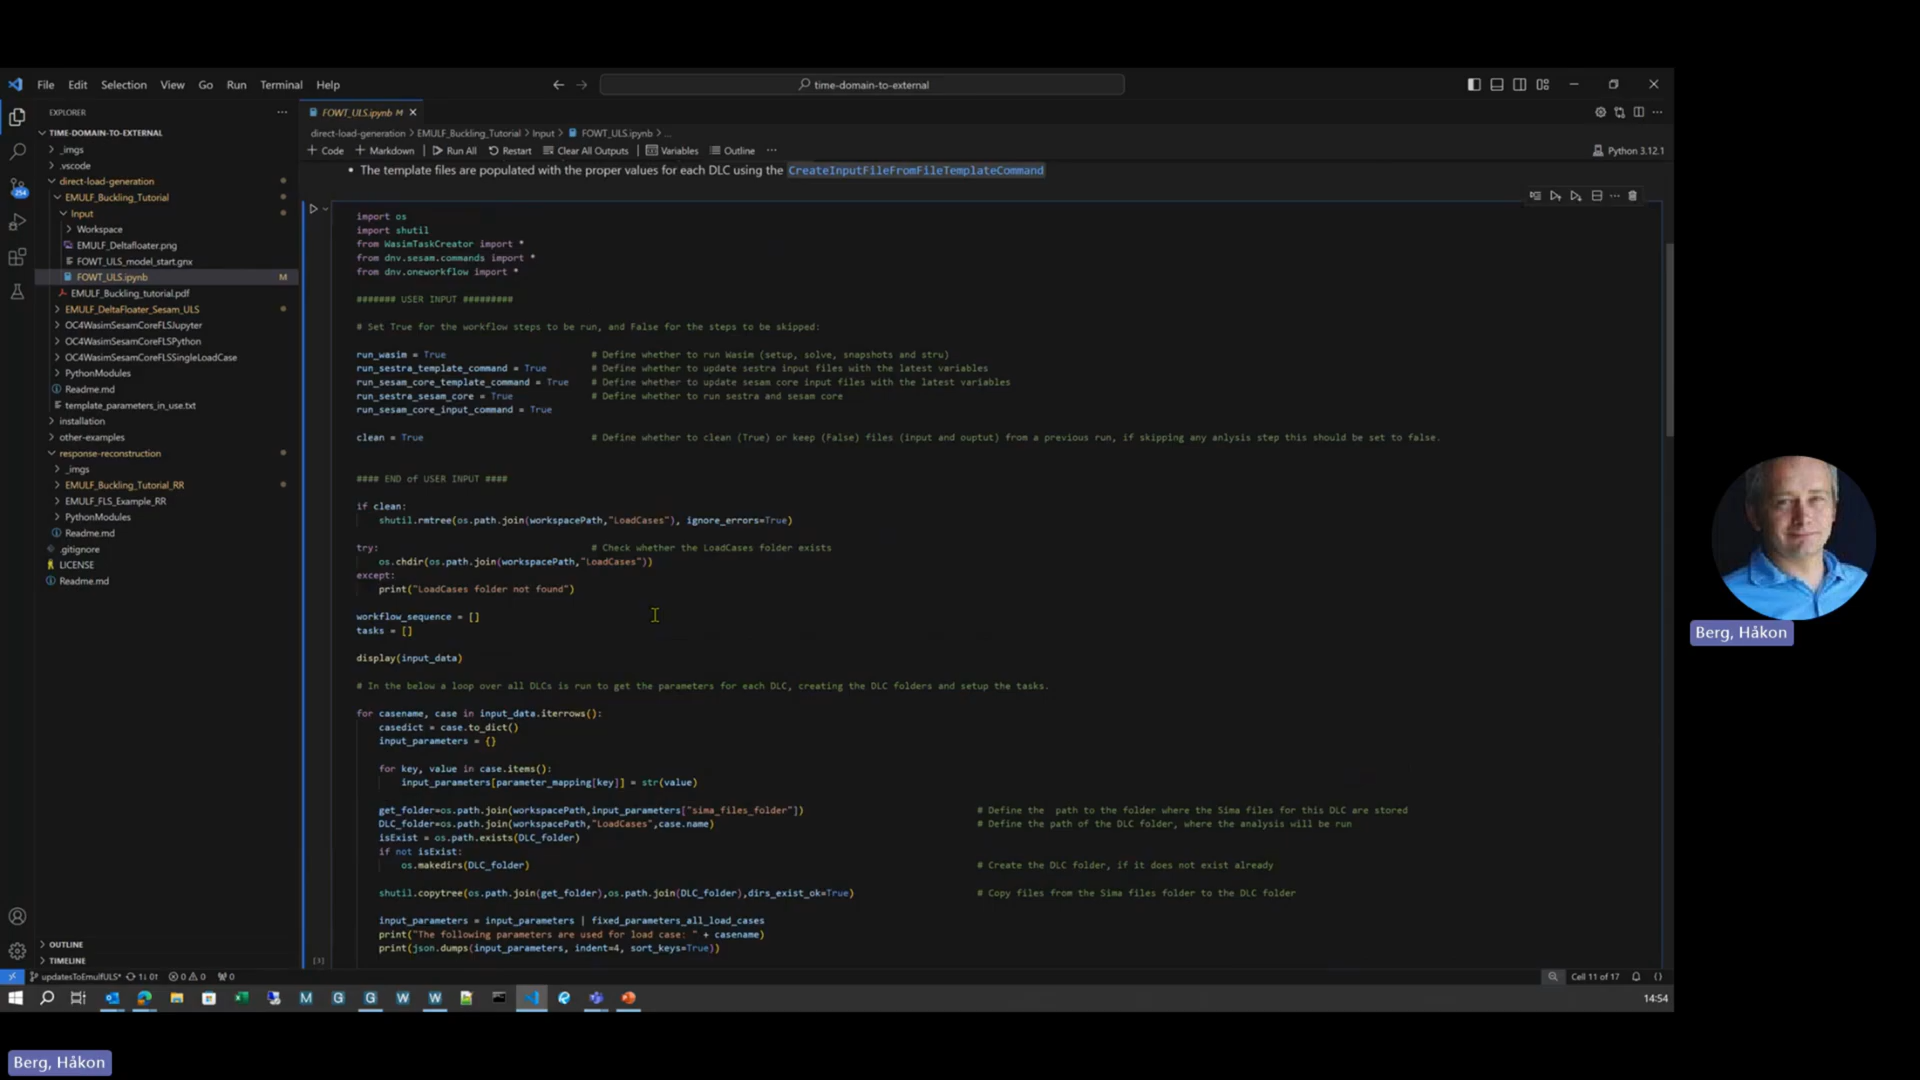 File Edit Selection View Go Run Terminal Help
time-domain-to-external
EXPLORER
TIME-DOMAIN-TO-EXTERNAL
_imgs
.vscode
direct-load-generation
EMULF_Buckling_Tutorial
Input
Workspace
EMULF_Deltafloater.png
FOWT_ULS_model_start.gnx
FOWT_ULS.ipynb M
EMULF_Buckling_tutorial.pdf
EMULF_DeltaFloater_Sesam_ULS
OC4WasimSesamCoreFLSJupyter
OC4WasimSesamCoreFLSPython
OC4WasimSesamCoreFLSSingleLoadCase
PythonModules
Readme.md
template_parameters_in_use.txt
installation
other-examples
response-reconstruction
_imgs
EMULF_Buckling_Tutorial_RR
EMULF_FLS_Example_RR
PythonModules
Readme.md
.gitignore
LICENSE
Readme.md
OUTLINE
TIMELINE
FOWT_ULS.ipynb M
direct-load-generation > EMULF_Buckling_Tutorial > Input > FOWT_ULS.ipynb > ...
+ Code + Markdown Run All Restart Clear All Outputs Variables Outline ... Python 3.12.1
• The template files are populated with the proper values for each DLC using the CreateInputFileFromFileTemplateCommand
import os
import shutil
from WasimTaskCreator import *
from dnv.sesam.commands import *
from dnv.oneworkflow import *
####### USER INPUT #########
# Set True for the workflow steps to be run, and False for the steps to be skipped:
run_wasim = True # Define whether to run Wasim (setup, solve, snapshots and stru)
run_sestra_template_command = True # Define whether to update sestra input files with the latest variables
run_sesam_core_template_command = True # Define whether to update sesam core input files with the latest variables
run_sestra_sesam_core = True # Define whether to run sestra and sesam core
run_sesam_core_input_command = True
clean = True # Define whether to clean (True) or keep (False) files (input and ouptut) from a previous run, if skipping any anlysis step this should be set to false.
#### END of USER INPUT ####
if clean:
shutil.rmtree(os.path.join(workspacePath,"LoadCases"), ignore_errors=True)
try: # Check whether the LoadCases folder exists
os.chdir(os.path.join(workspacePath,"LoadCases"))
except:
print("LoadCases folder not found")
workflow_sequence = []
tasks = []
display(input_data)
# In the below a loop over all DLCs is run to get the parameters for each DLC, creating the DLC folders and setup the tasks.
for casename, case in input_data.iterrows():
casedict = case.to_dict()
input_parameters = {}
for key, value in case.items():
input_parameters[parameter_mapping[key]] = str(value)
get_folder=os.path.join(workspacePath,input_parameters["sima_files_folder"]) # Define the path to the folder where the Sima files for this DLC are stored
DLC_folder=os.path.join(workspacePath,"LoadCases",case.name) # Define the path of the DLC folder, where the analysis will be run
isExist = os.path.exists(DLC_folder)
if not isExist:
os.makedirs(DLC_folder) # Create the DLC folder, if it does not exist already
shutil.copytree(os.path.join(get_folder),os.path.join(DLC_folder),dirs_exist_ok=True) # Copy files from the Sima files folder to the DLC folder
input_parameters = input_parameters | fixed_parameters_all_load_cases
print("The following parameters are used for load case: " + casename)
print(json.dumps(input_parameters, indent=4, sort_keys=True))
[3]
updatesToEmulfULS* 1↓ 0↑ 0 0 0 Cell 11 of 17
14:54
Berg, Håkon
Berg, Håkon